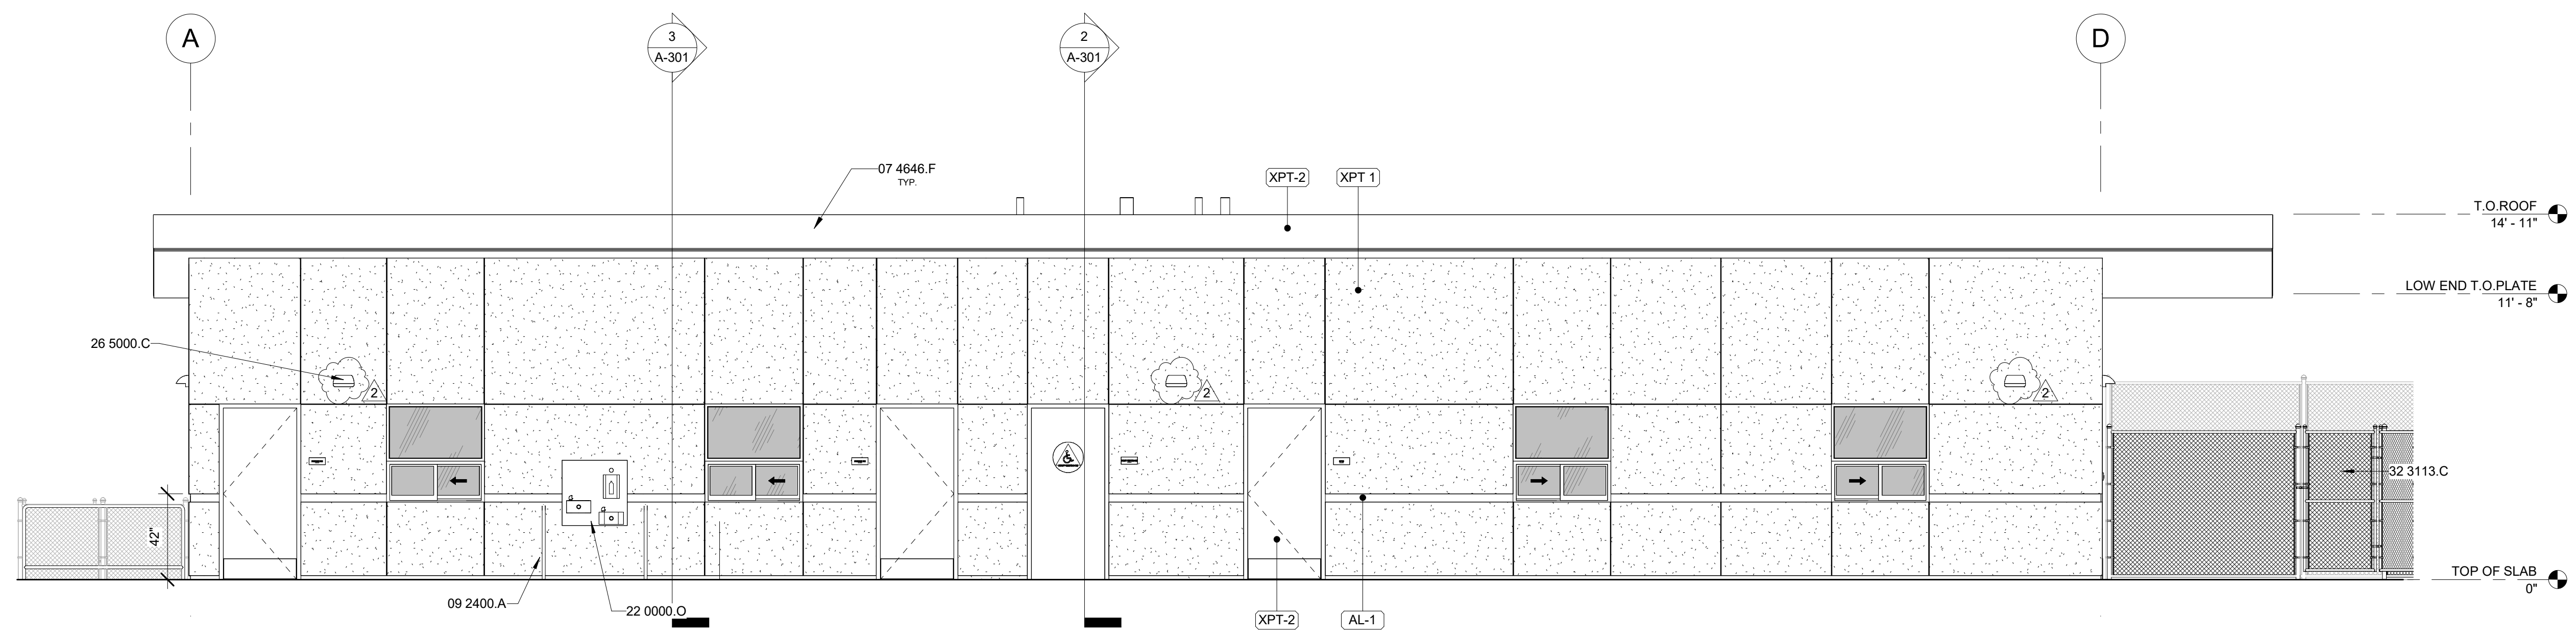 A
3
A-301
2
A-301
D
07 4646.F
TYP.
XPT-2
XPT 1
T.O.ROOF
14' - 11"
LOW END T.O.PLATE
11' - 8"
26 5000.C
2
2
2
32 3113.C
42"
TOP OF SLAB
0"
09 2400.A
22 0000.O
XPT-2
AL-1